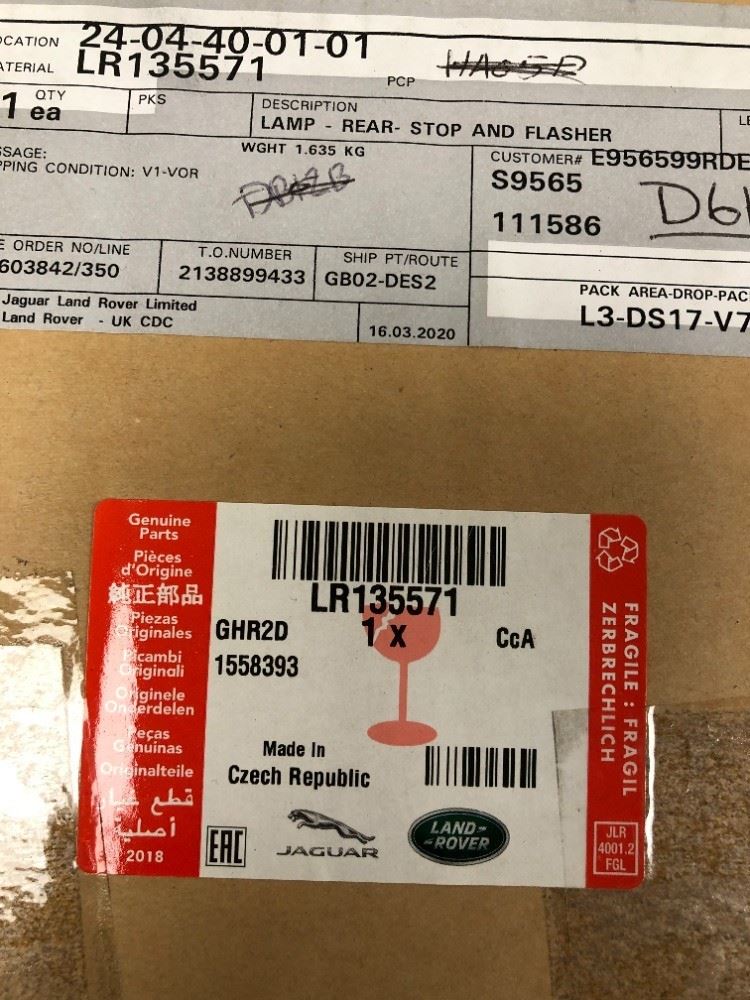 OCATION 24-04-40-01-01
ATERIAL LR135571
PCP
1 QTY ea
PKS
DESCRIPTION
LAMP - REAR- STOP AND FLASHER
WGHT 1.635 KG
SSAGE:
PPING CONDITION: V1-VOR
CUSTOMER# E956599RDE
S9565
111586
D6
E ORDER NO/LINE
603842/350
T.O.NUMBER
2138899433
SHIP PT/ROUTE
GB02-DES2
Jaguar Land Rover Limited
Land Rover - UK CDC
16.03.2020
PACK AREA-DROP-PAC
L3-DS17-V7
Genuine
Parts
Pièces
d'Origine
純正部品
Piezas
Originales
Ricambi
Originali
Originele
Onderdelen
Peças
Genuinas
Originalteile
قطع غيار
أصلية
2018
LR135571
1 X
GHR2D
CcA
1558393
Made In
Czech Republic
EAC
JAGUAR
LAND-
-ROVER
FRAGILE : FRAGIL
ZERBRECHLICH
JLR
4001.2
FGL